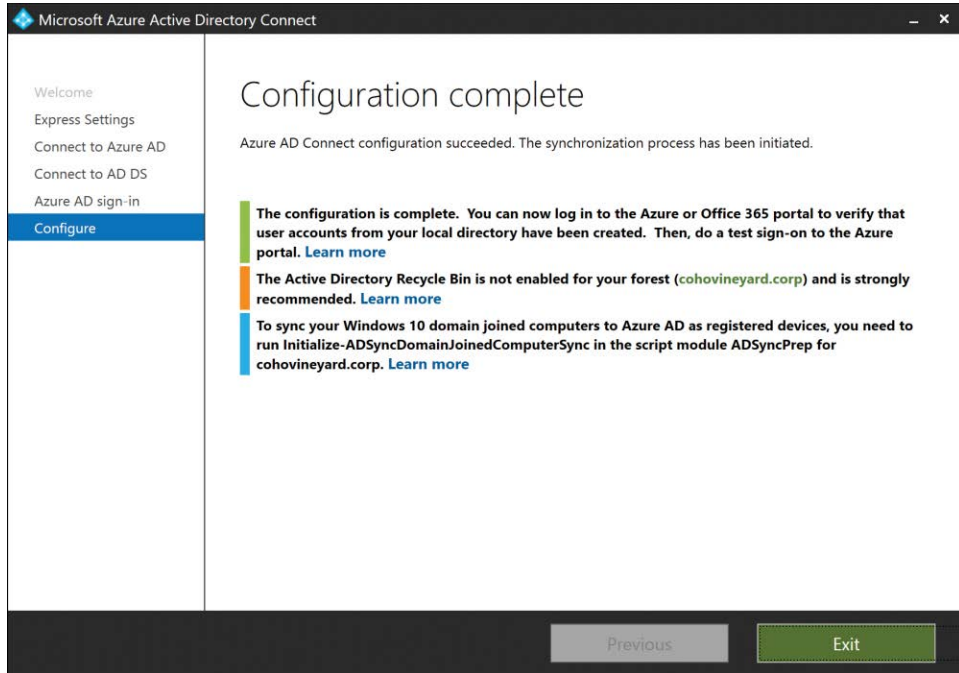 Microsoft Azure Active Directory Connect
Welcome
Express Settings
Connect to Azure AD
Connect to AD DS
Azure AD sign-in
Configure
Configuration complete
Azure AD Connect configuration succeeded. The synchronization process has been initiated.
The configuration is complete. You can now log in to the Azure or Office 365 portal to verify that
user accounts from your local directory have been created. Then, do a test sign-on to the Azure
portal. Learn more
The Active Directory Recycle Bin is not enabled for your forest (cohovineyard.corp) and is strongly
recommended. Learn more
To sync your Windows 10 domain joined computers to Azure AD as registered devices, you need to
run Initialize-ADSyncDomainJoinedComputerSync in the script module ADSyncPrep for
cohovineyard.corp. Learn more
Previous
Exit